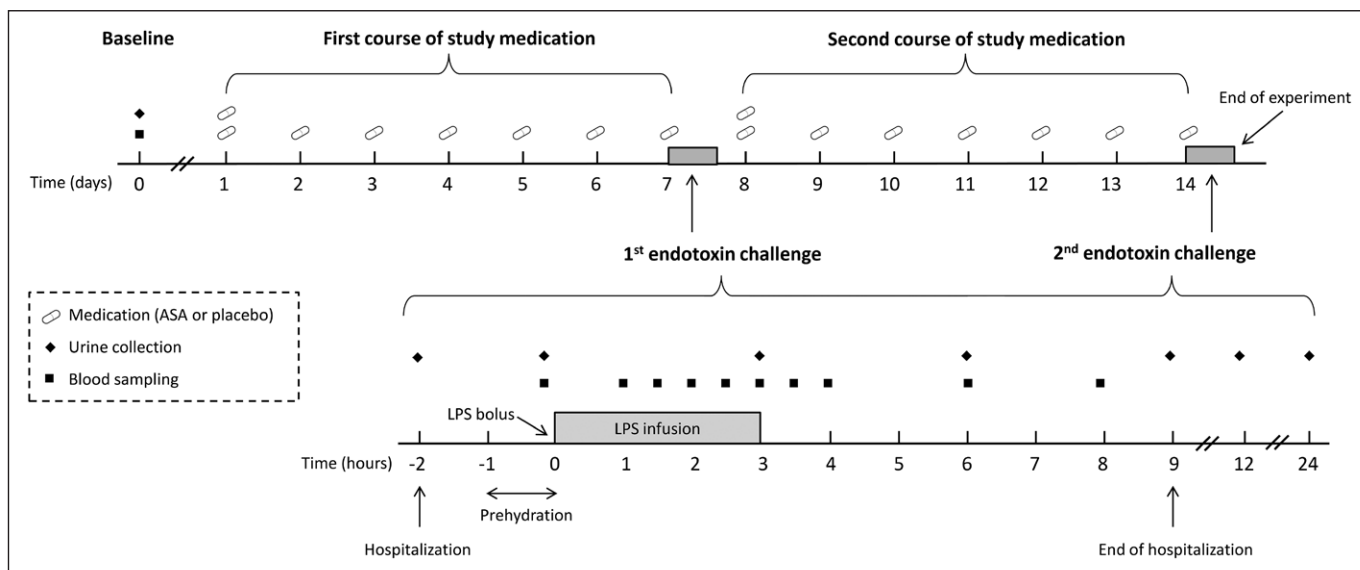 Baseline
First course of study medication
Second course of study medication
End of experiment
Time (days) 0 1 2 3 4 5 6 7 8 9 10 11 12 13 14
1st endotoxin challenge
2nd endotoxin challenge
Medication (ASA or placebo)
Urine collection
Blood sampling
LPS bolus
LPS infusion
Time (hours) -2 -1 0 1 2 3 4 5 6 7 8 9 12 24
Prehydration
Hospitalization
End of hospitalization